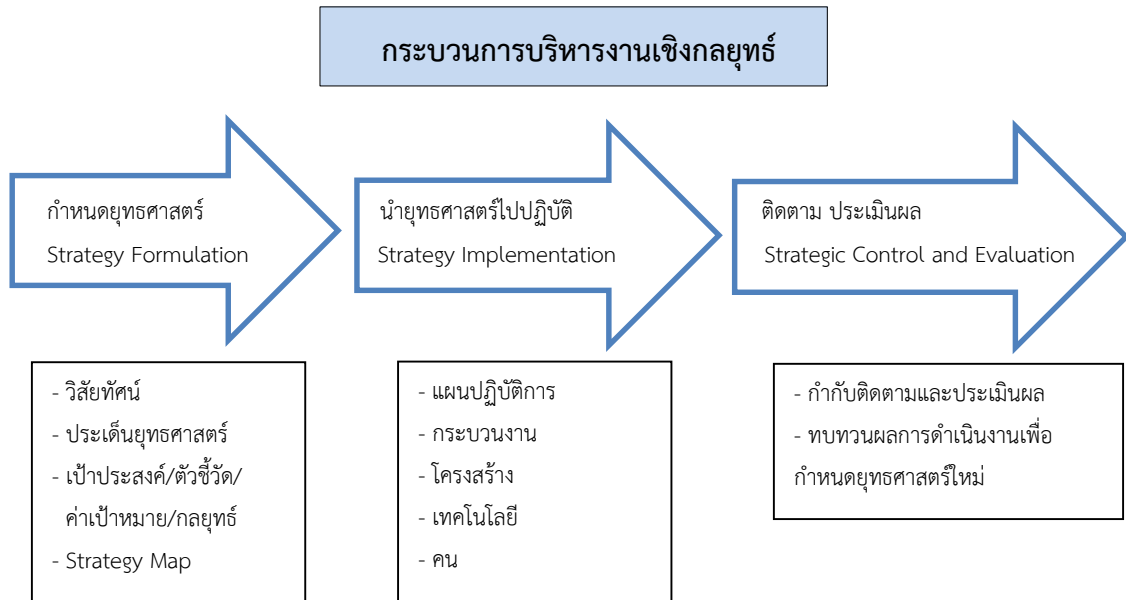 กระบวนการบริหารงานเชิงกลยุทธ์
กำหนดยุทธศาสตร์
Strategy Formulation
นำยุทธศาสตร์ไปปฏิบัติ
Strategy Implementation
ติดตาม ประเมินผล
Strategic Control and Evaluation
- วิสัยทัศน์
- ประเด็นยุทธศาสตร์
- เป้าประสงค์/ตัวชี้วัด/
ค่าเป้าหมาย/กลยุทธ์
- Strategy Map
- แผนปฏิบัติการ
- กระบวนงาน
- โครงสร้าง
- เทคโนโลยี
- คน
- กำกับติดตามและประเมินผล
- ทบทวนผลการดำเนินงานเพื่อ
กำหนดยุทธศาสตร์ใหม่